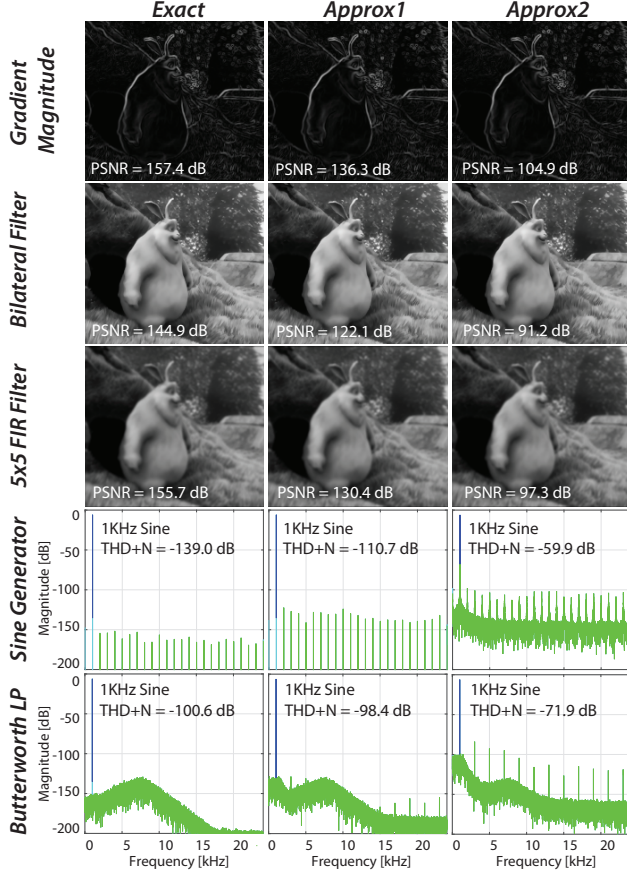 Exact Approx1 Approx2
Gradient
Magnitude
PSNR = 157.4 dB PSNR = 136.3 dB PSNR = 104.9 dB
Bilateral Filter
PSNR = 144.9 dB PSNR = 122.1 dB PSNR = 91.2 dB
5x5 FIR Filter
PSNR = 155.7 dB PSNR = 130.4 dB PSNR = 97.3 dB
Sine Generator
Magnitude [dB]
0
-50
-100
-150
-200
1KHz Sine
THD+N = -139.0 dB
1KHz Sine
THD+N = -110.7 dB
1KHz Sine
THD+N = -59.9 dB
Butterworth LP
Magnitude [dB]
0
-50
-100
-150
-200
1KHz Sine
THD+N = -100.6 dB
1KHz Sine
THD+N = -98.4 dB
1KHz Sine
THD+N = -71.9 dB
0 5 10 15 20 0 5 10 15 20 0 5 10 15 20
Frequency [kHz] Frequency [kHz] Frequency [kHz]